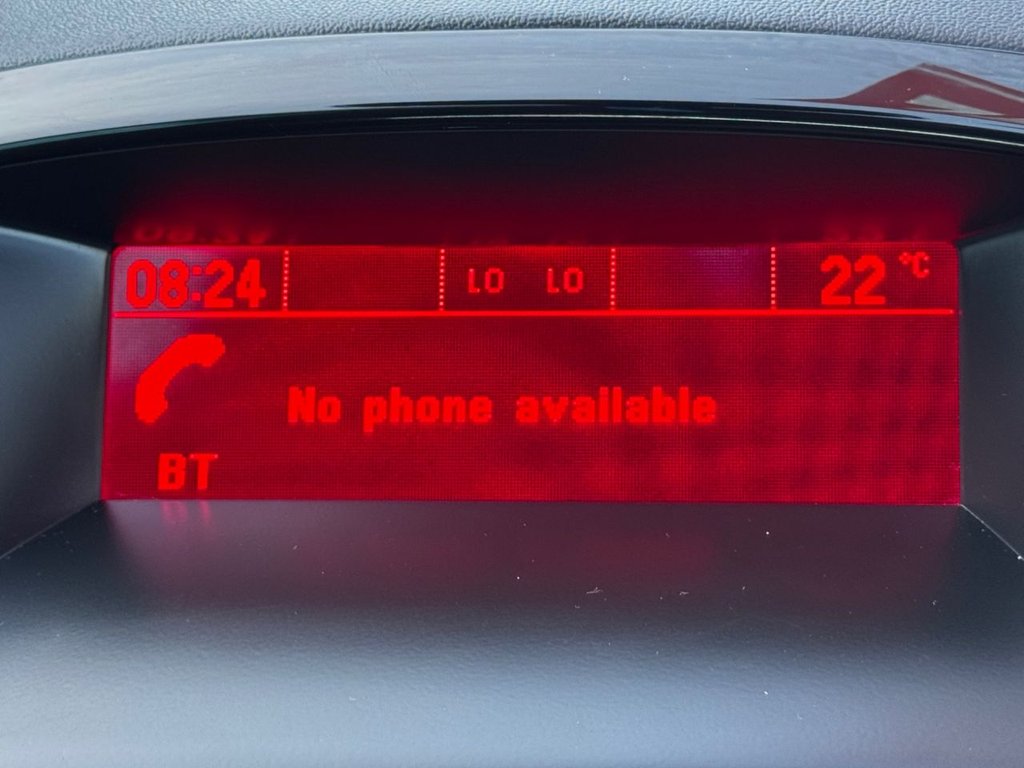 08:24 LO LO 22 °C
No phone available
BT